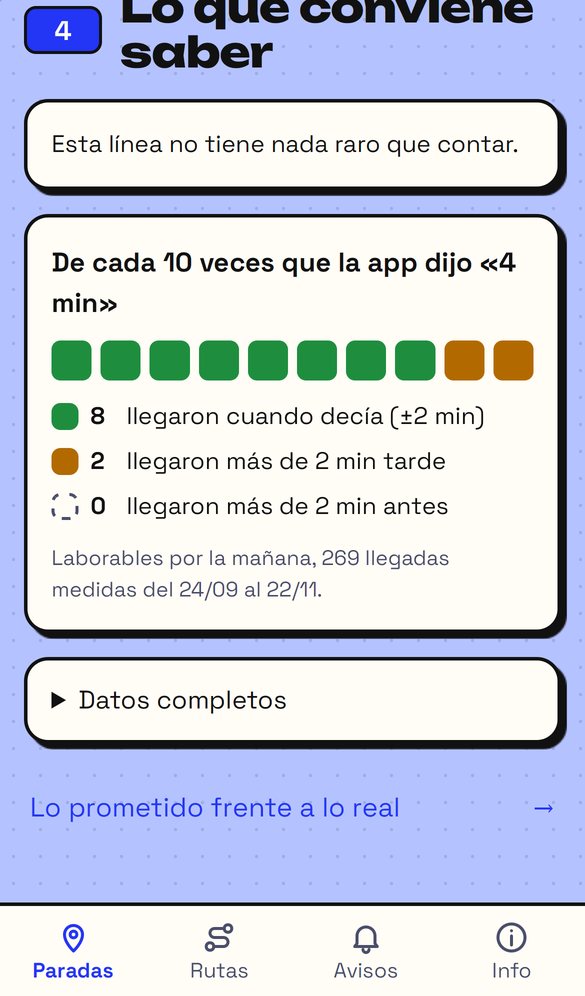 4
Lo que conviene
saber
Esta línea no tiene nada raro que contar.
De cada 10 veces que la app dijo «4
min»
8 llegaron cuando decía (±2 min)
2 llegaron más de 2 min tarde
0 llegaron más de 2 min antes
Laborables por la mañana, 269 llegadas
medidas del 24/09 al 22/11.
▶ Datos completos
Lo prometido frente a lo real →
Paradas Rutas Avisos Info